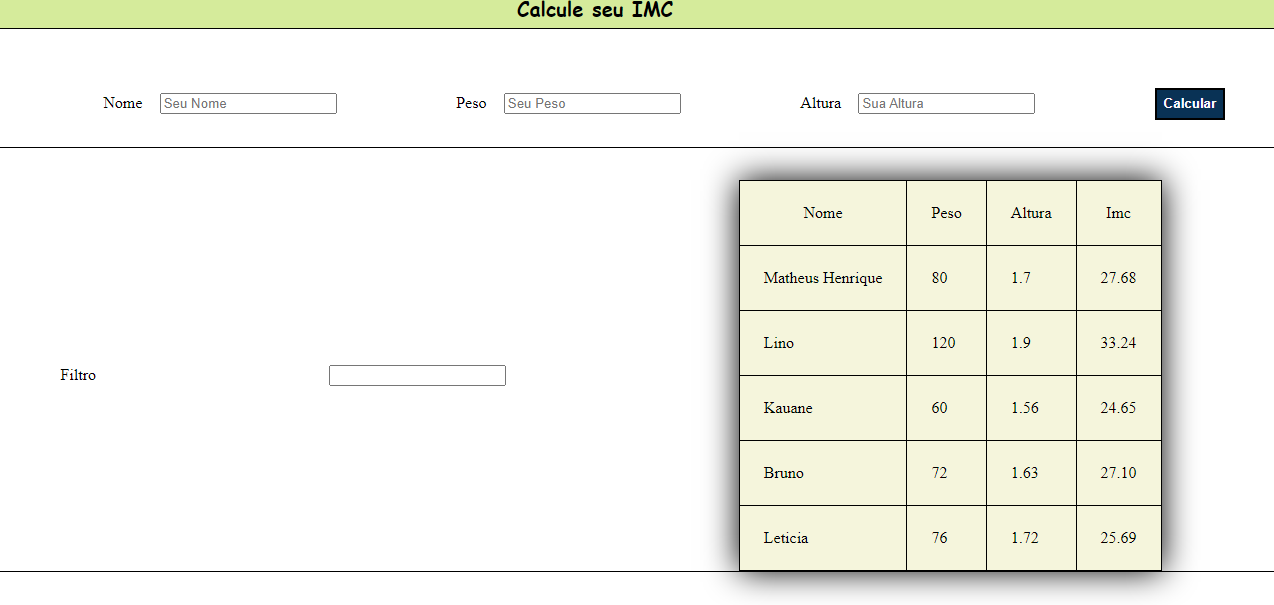 Calcule seu IMC
Nome Seu Nome Peso Seu Peso Altura Sua Altura Calcular
Filtro
Nome Peso Altura Imc
Matheus Henrique 80 1.7 27.68
Lino 120 1.9 33.24
Kauane 60 1.56 24.65
Bruno 72 1.63 27.10
Leticia 76 1.72 25.69